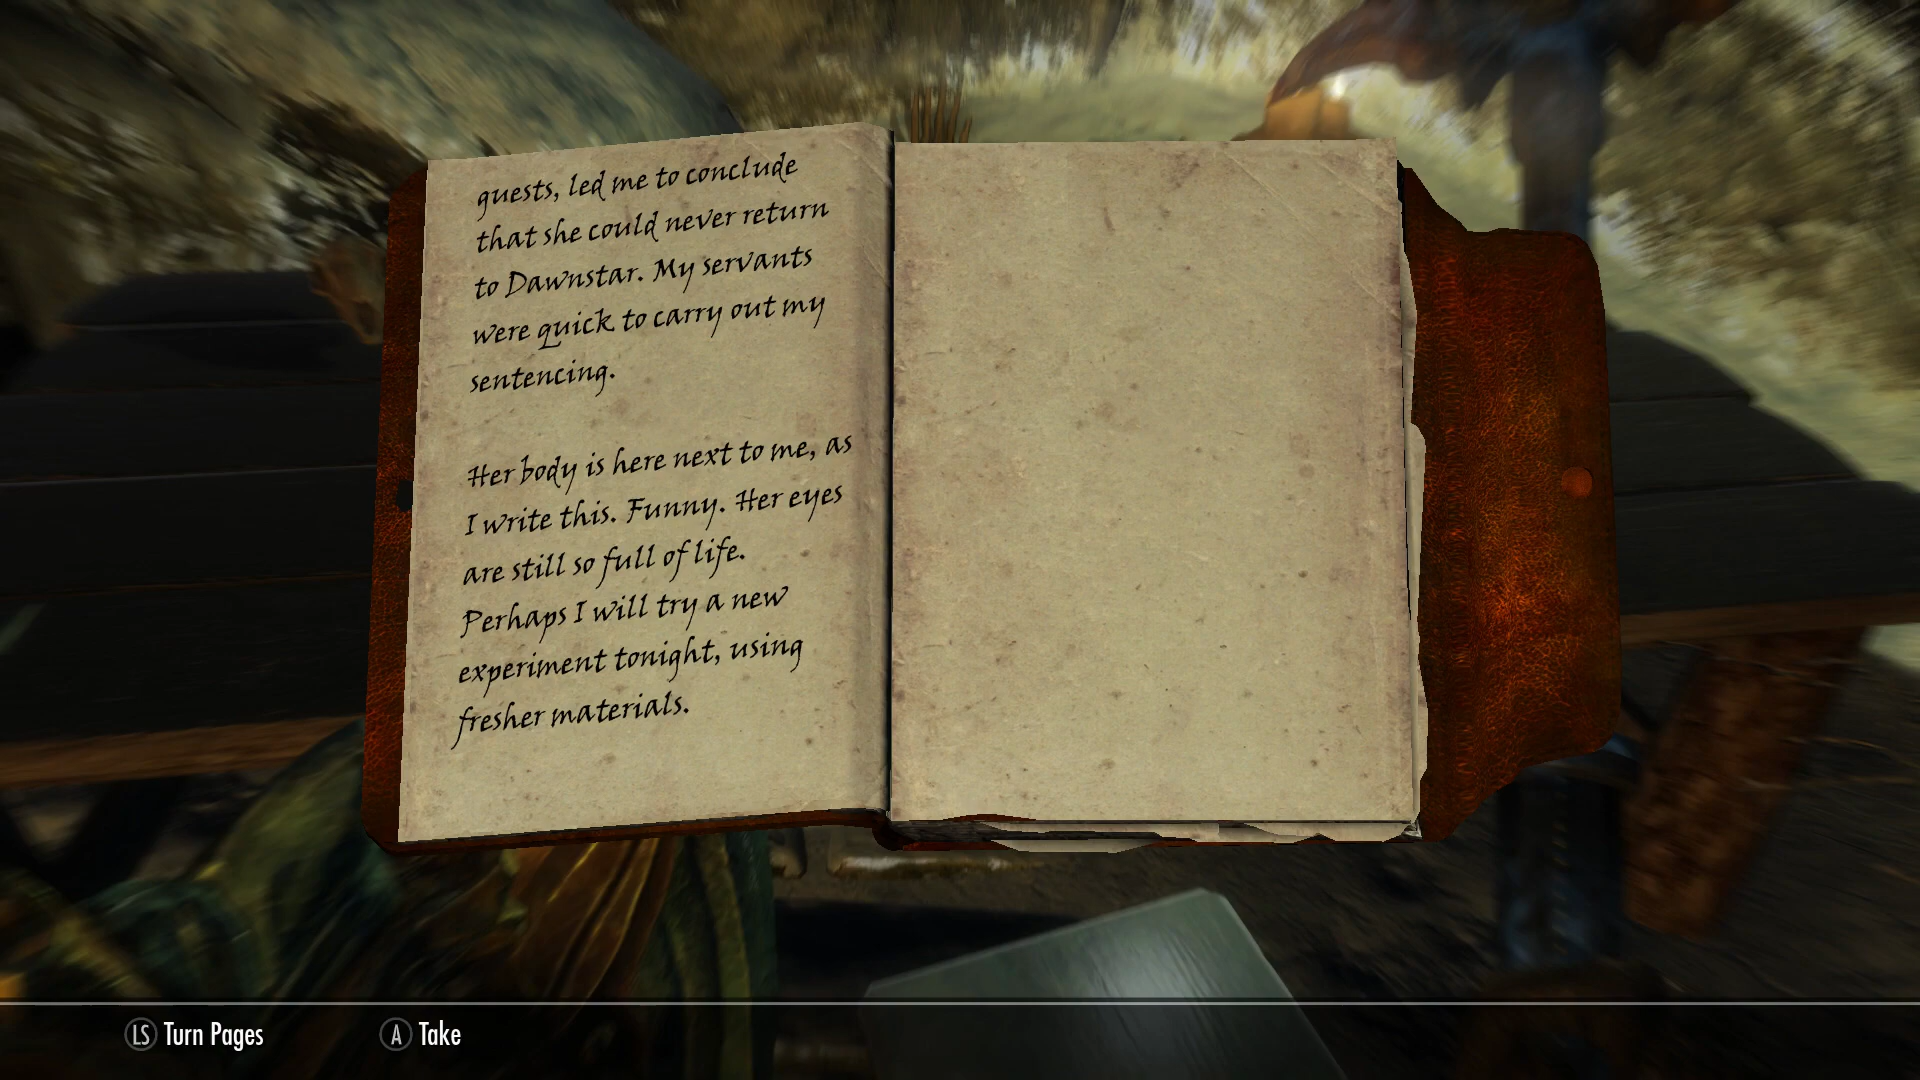 guests, led me to conclude
that she could never return
to Dawnstar. My servants
were quick to carry out my
sentencing.
Her body is here next to me, as
I write this. Funny. Her eyes
are still so full of life.
Perhaps I will try a new
experiment tonight, using
fresher materials.
LS Turn Pages
A Take